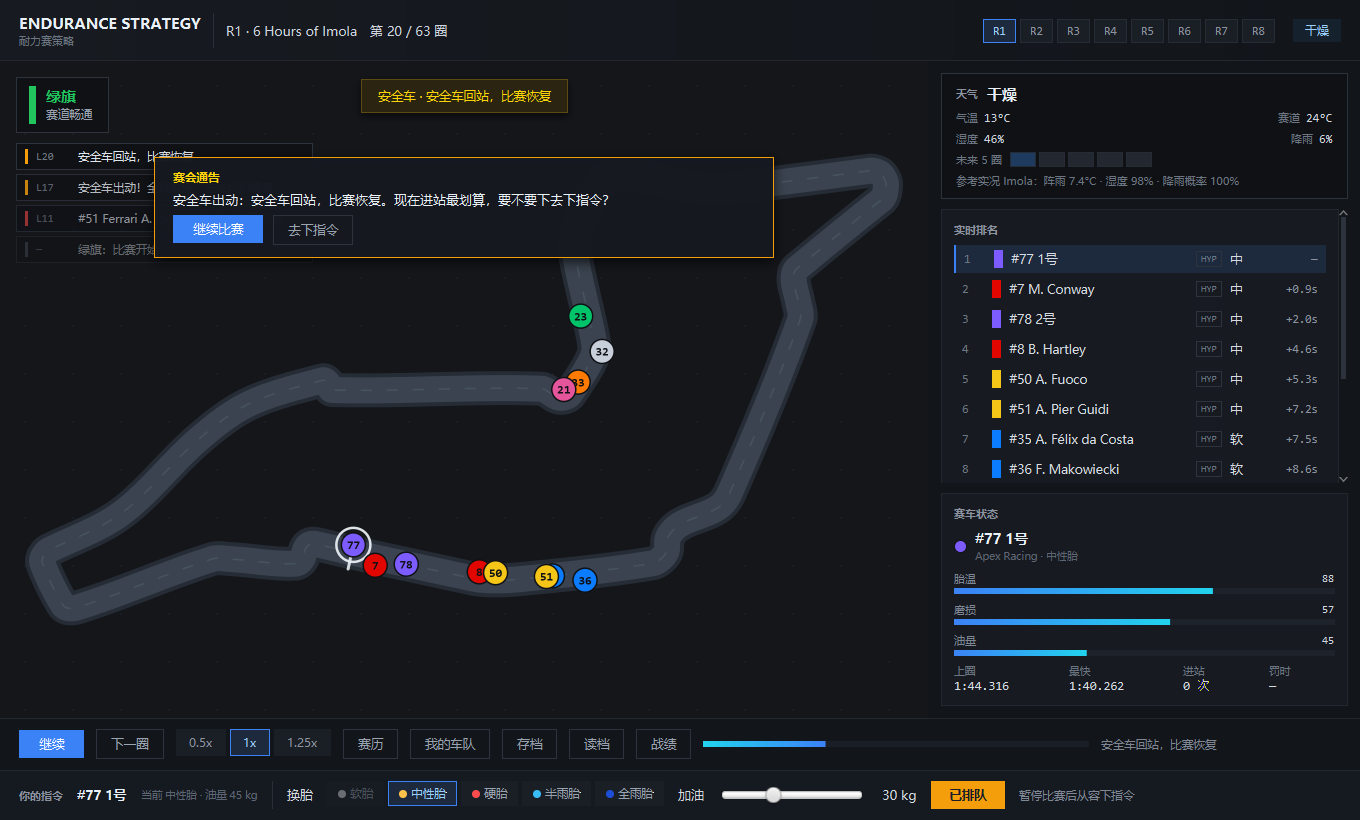 ENDURANCE STRATEGY
耐力赛策略
R1 · 6 Hours of Imola 第 20 / 63 圈
R1 R2 R3 R4 R5 R6 R7 R8 干燥
绿旗
赛道畅通
安全车 · 安全车回站，比赛恢复
L20 安全车回站，比赛恢复
L17 安全车出动！
L11 #51 Ferrari A.
— 绿旗：比赛开始
赛会通告
安全车出动：安全车回站，比赛恢复。现在进站最划算，要不要下去下指令？
继续比赛 去下指令
23
32
33
21
77
7
78
8
50
51
36
天气 干燥
气温 13°C 赛道 24°C
湿度 46% 降雨 6%
未来 5 圈
参考实况 Imola：阵雨 7.4°C · 湿度 98% · 降雨概率 100%
实时排名
1 #77 1号 HYP 中 —
2 #7 M. Conway HYP 中 +0.9s
3 #78 2号 HYP 中 +2.0s
4 #8 B. Hartley HYP 中 +4.6s
5 #50 A. Fuoco HYP 中 +5.3s
6 #51 A. Pier Guidi HYP 中 +7.2s
7 #35 A. Félix da Costa HYP 软 +7.5s
8 #36 F. Makowiecki HYP 软 +8.6s
赛车状态
#77 1号
Apex Racing · 中性胎
胎温 88
磨损 57
油量 45
上圈 最快 进站 罚时
1:44.316 1:40.262 0 次 —
继续 下一圈 0.5x 1x 1.25x 赛历 我的车队 存档 读档 战绩 安全车回站，比赛恢复
你的指令 #77 1号 当前 中性胎 · 油量 45 kg 换胎 软胎 中性胎 硬胎 半雨胎 全雨胎 加油 30 kg 已排队 暂停比赛后从容下指令